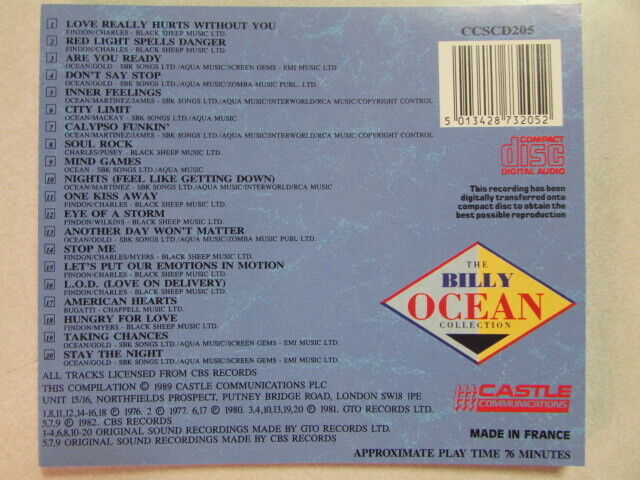 1 LOVE REALLY HURTS WITHOUT YOU
FINDON/CHARLES - BLACK SHEEP MUSIC LTD.
2 RED LIGHT SPELLS DANGER
FINDON/CHARLES - BLACK SHEEP MUSIC LTD.
3 ARE YOU READY
OCEAN/GOLD - SBK SONGS LTD./AQUA MUSIC/SCREEN GEMS - EMI MUSIC LTD.
4 DON'T SAY STOP
OCEAN/GOLD - SBK SONGS LTD./AQUA MUSIC/ZOMBA MUSIC PUBL. LTD.
5 INNER FEELINGS
OCEAN/MARTINEZ/JAMES - SBK SONGS LTD./AQUA MUSIC/INTERWORLD/RCA MUSIC/COPYRIGHT CONTROL
6 CITY LIMIT
OCEAN/MACKAY - SBK SONGS LTD./AQUA MUSIC
7 CALYPSO FUNKIN'
OCEAN/MARTINEZ/JAMES - SBK SONGS LTD./AQUA MUSIC/INTERWORLD/RCA MUSIC/COPYRIGHT CONTROL
8 SOUL ROCK
CHARLES/PUSEY - BLACK SHEEP MUSIC LTD.
9 MIND GAMES
OCEAN - SBK SONGS LTD./AQUA MUSIC
10 NIGHTS (FEEL LIKE GETTING DOWN)
OCEAN/MARTINEZ - SBK SONGS LTD./AQUA MUSIC/INTERWORLD/RCA MUSIC
11 ONE KISS AWAY
FINDON/CHARLES - BLACK SHEEP MUSIC LTD.
12 EYE OF A STORM
FINDON/WILKINS - BLACK SHEEP MUSIC LTD.
13 ANOTHER DAY WON'T MATTER
OCEAN/GOLD - SBK SONGS LTD./AQUA MUSIC/ZOMBA MUSIC PUBL. LTD.
14 STOP ME
FINDON/CHARLES/MYERS - BLACK SHEEP MUSIC LTD.
15 LET'S PUT OUR EMOTIONS IN MOTION
FINDON/CHARLES - BLACK SHEEP MUSIC LTD.
16 L.O.D. (LOVE ON DELIVERY)
FINDON/CHARLES - BLACK SHEEP MUSIC LTD.
17 AMERICAN HEARTS
BUGATTI - CHAPPELL MUSIC LTD.
18 HUNGRY FOR LOVE
FINDON/MYERS - BLACK SHEEP MUSIC LTD.
19 TAKING CHANCES
OCEAN/GOLD - SBK SONGS LTD./AQUA MUSIC/SCREEN GEMS - EMI MUSIC LTD.
20 STAY THE NIGHT
OCEAN/GOLD - SBK SONGS LTD./AQUA MUSIC/SCREEN GEMS - EMI MUSIC LTD.
ALL TRACKS LICENSED FROM CBS RECORDS
THIS COMPILATION ℗ 1989 CASTLE COMMUNICATIONS PLC
UNIT 15/16, NORTHFIELDS PROSPECT, PUTNEY BRIDGE ROAD, LONDON SW18 1PE
1,8,11,12,14-16,18 ℗ 1976. 2 ℗ 1977. 6,17 ℗ 1980. 3,4,10,13,19,20 ℗ 1981. GTO RECORDS LTD.
5,7,9 ℗ 1982. CBS RECORDS
1-4,6,8,10-20 ORIGINAL SOUND RECORDINGS MADE BY GTO RECORDS LTD.
5,7,9 ORIGINAL SOUND RECORDINGS MADE BY CBS RECORDS
CCSCD205
5 013428 732052
COMPACT
disc
DIGITAL AUDIO
This recording has been
digitally transferred onto
compact disc to obtain the
best possible reproduction
THE
BILLY
OCEAN
COLLECTION
CASTLE
COMMUNICATIONS
MADE IN FRANCE
APPROXIMATE PLAY TIME 76 MINUTES